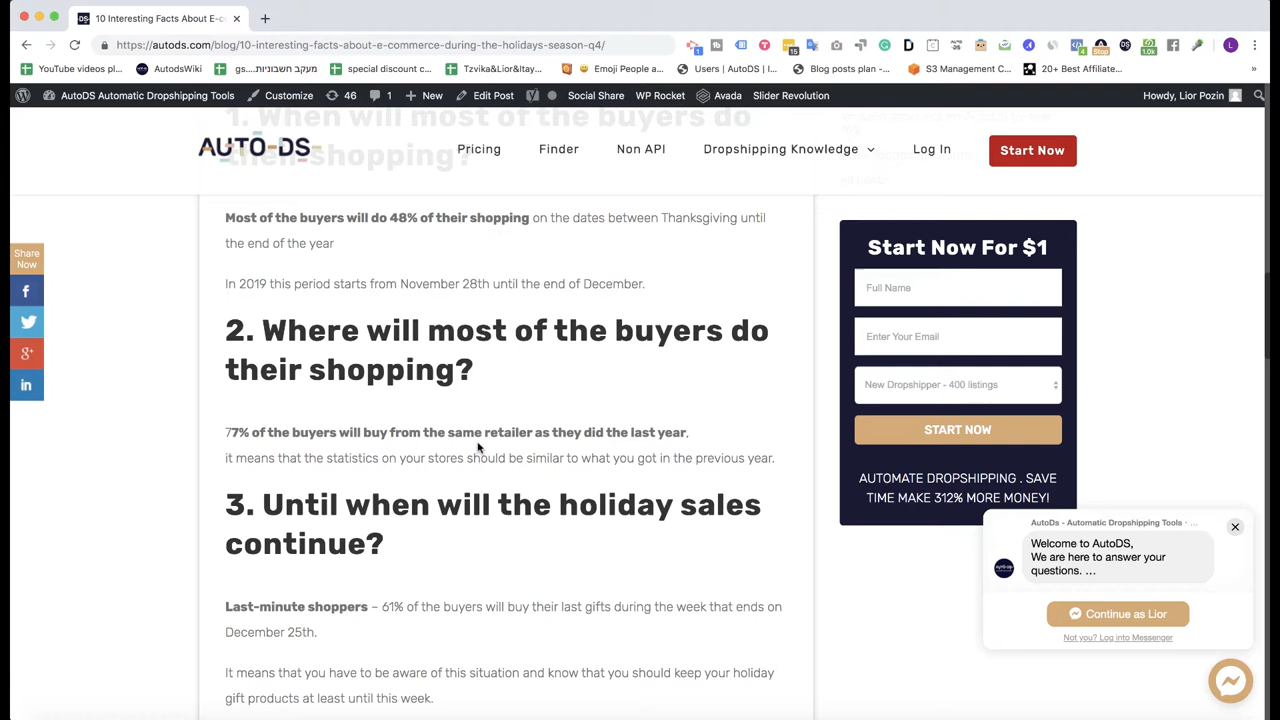 10 Interesting Facts About E-c
https://autods.com/blog/10-interesting-facts-about-e-commerce-during-the-holidays-season-q4/
YouTube videos pl...
AutodsWiki
gs....מעקב חשבוניות
special discount c...
Tzvika&Lior&Itay...
Emoji People a...
Users | AutoDS | I...
Blog posts plan -...
S3 Management C...
20+ Best Affiliate...
»
AutoDS Automatic Dropshipping Tools
Customize
46
1
New
Edit Post
Social Share
WP Rocket
Avada
Slider Revolution
Howdy, Lior Pozin
1. When will most of the buyers do
then shopping?
AUTO-DS
Pricing
Finder
Non API
Dropshipping Knowledge
Log In
Start Now
Most of the buyers will do 48% of their shopping on the dates between Thanksgiving until
the end of the year
In 2019 this period starts from November 28th until the end of December.
2. Where will most of the buyers do
their shopping?
77% of the buyers will buy from the same retailer as they did the last year,
it means that the statistics on your stores should be similar to what you got in the previous year.
3. Until when will the holiday sales
continue?
Last-minute shoppers – 61% of the buyers will buy their last gifts during the week that ends on
December 25th.
It means that you have to be aware of this situation and know that you should keep your holiday
gift products at least until this week.
Share
Now
Start Now For $1
Full Name
Enter Your Email
New Dropshipper - 400 listings
START NOW
AUTOMATE DROPSHIPPING . SAVE
TIME MAKE 312% MORE MONEY!
AutoDs - Automatic Dropshipping Tools · ...
Welcome to AutoDS,
We are here to answer your
questions. ...
Continue as Lior
Not you? Log into Messenger